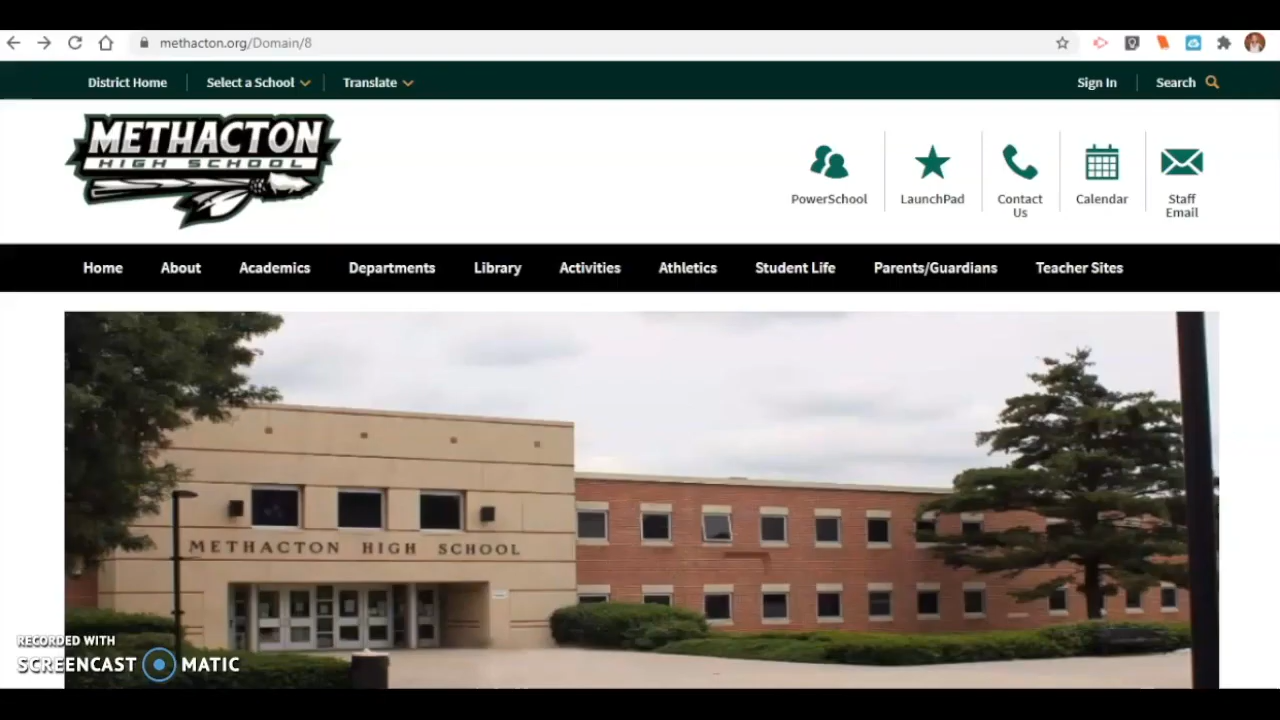 methacton.org/Domain/8
District Home
Select a School
Translate
Sign In
Search
METHACTON
HIGH SCHOOL
PowerSchool
LaunchPad
Contact
Us
Calendar
Staff
Email
Home
About
Academics
Departments
Library
Activities
Athletics
Student Life
Parents/Guardians
Teacher Sites
METHACTON HIGH SCHOOL
RECORDED WITH
SCREENCAST MATIC